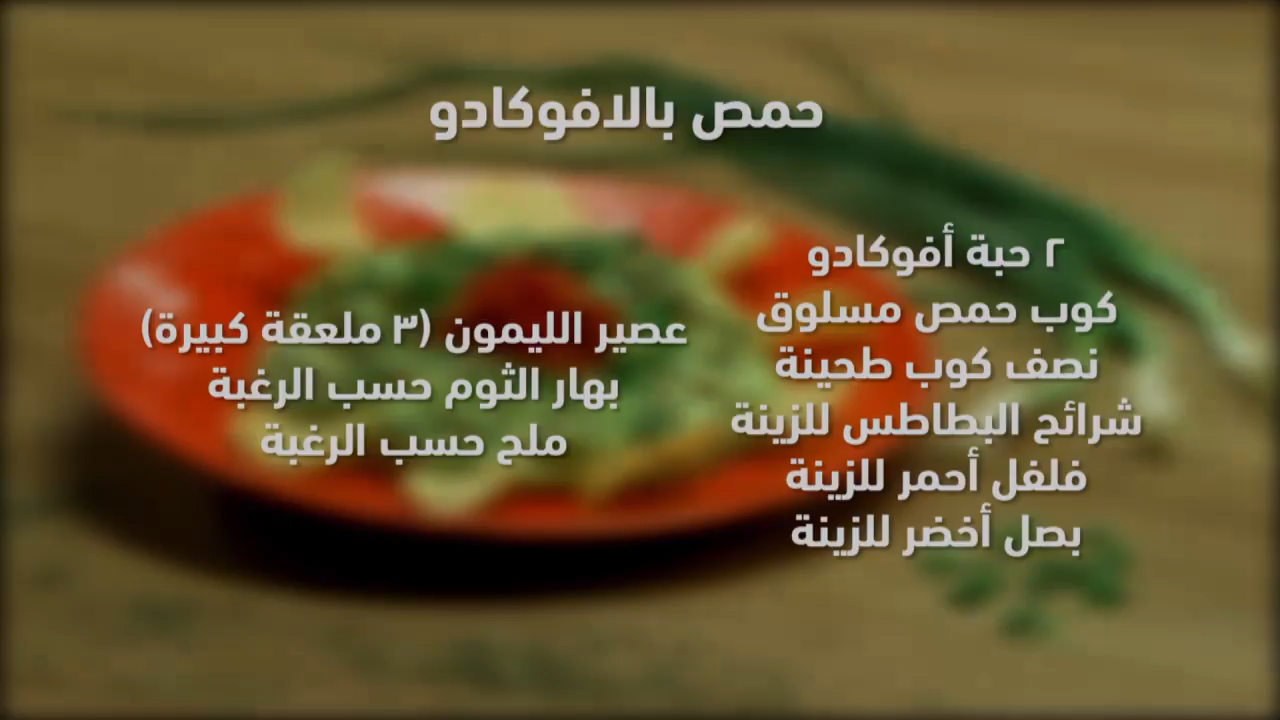 حمص بالافوكادو
٢ حبة أفوكادو
كوب حمص مسلوق
نصف كوب طحينة
شرائح البطاطس للزينة
فلفل أحمر للزينة
بصل أخضر للزينة
عصير الليمون (٣ ملعقة كبيرة)
بهار الثوم حسب الرغبة
ملح حسب الرغبة